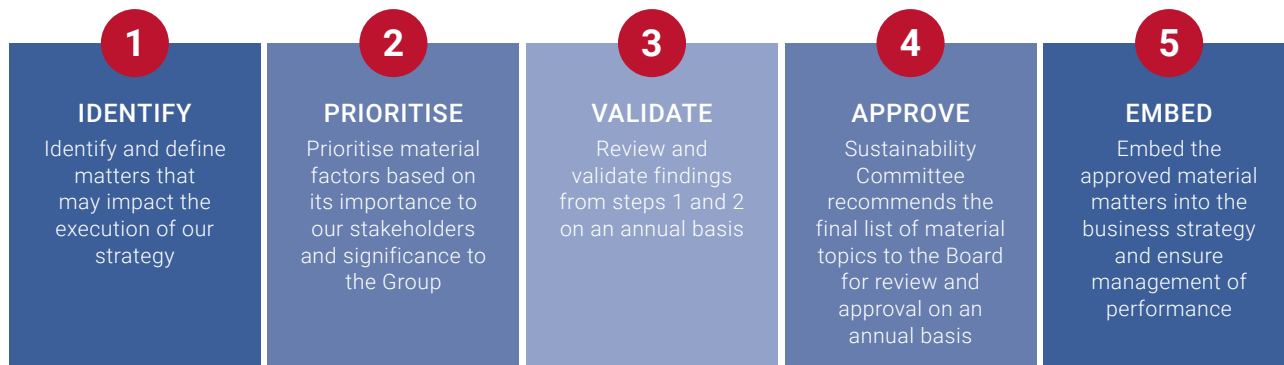 1
IDENTIFY
Identify and define
matters that
may impact the
execution of our
strategy
2
PRIORITISE
Prioritise material
factors based on
its importance to
our stakeholders
and significance to
the Group
3
VALIDATE
Review and
validate findings
from steps 1 and 2
on an annual basis
4
APPROVE
Sustainability
Committee
recommends the
final list of material
topics to the Board
for review and
approval on an
annual basis
5
EMBED
Embed the
approved material
matters into the
business strategy
and ensure
management of
performance